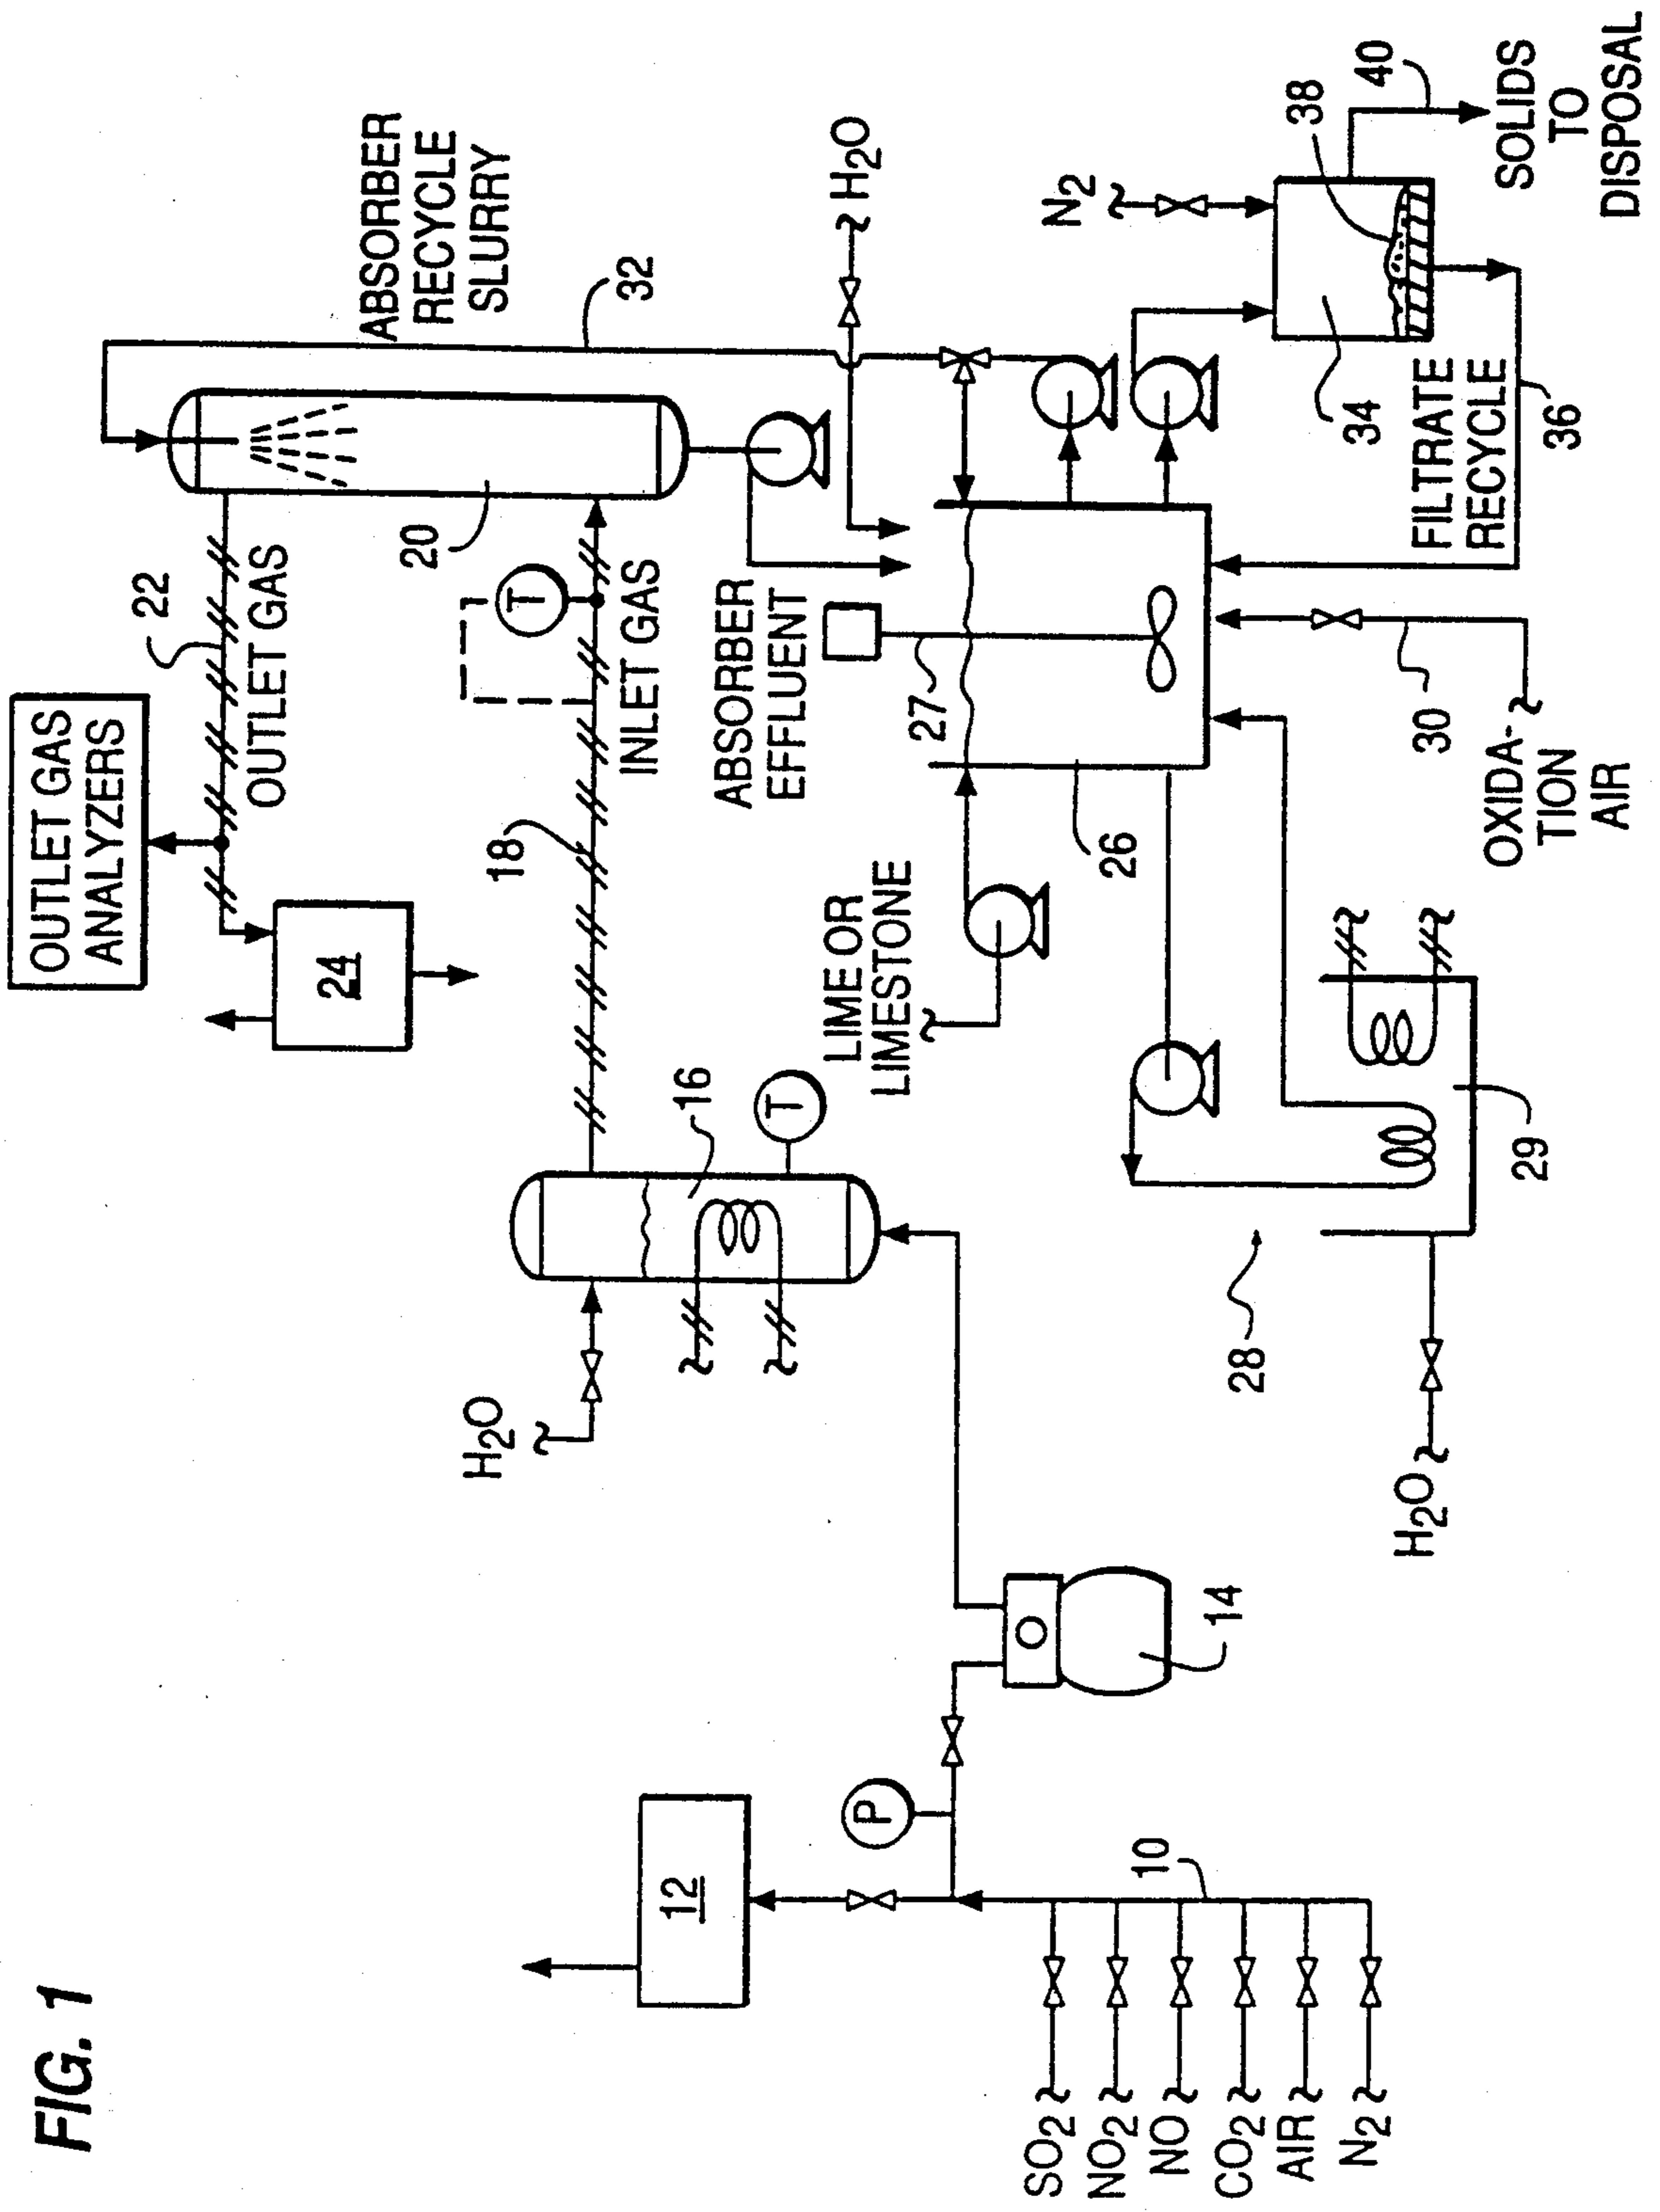 FIG. 1
OUTLET GAS
ANALYZERS
22
OUTLET GAS
24
ABSORBER
RECYCLE
SLURRY
20
32
T
18
INLET GAS
H2O
16
T
ABSORBER
EFFLUENT
H2O
12
P
LIME OR
LIMESTONE
27
26
N2
38
40
34
SOLIDS
TO
DISPOSAL
FILTRATE
RECYCLE
36
30
OXIDA-
TION
AIR
28
29
H2O
14
10
SO2
NO2
NO
CO2
AIR
N2